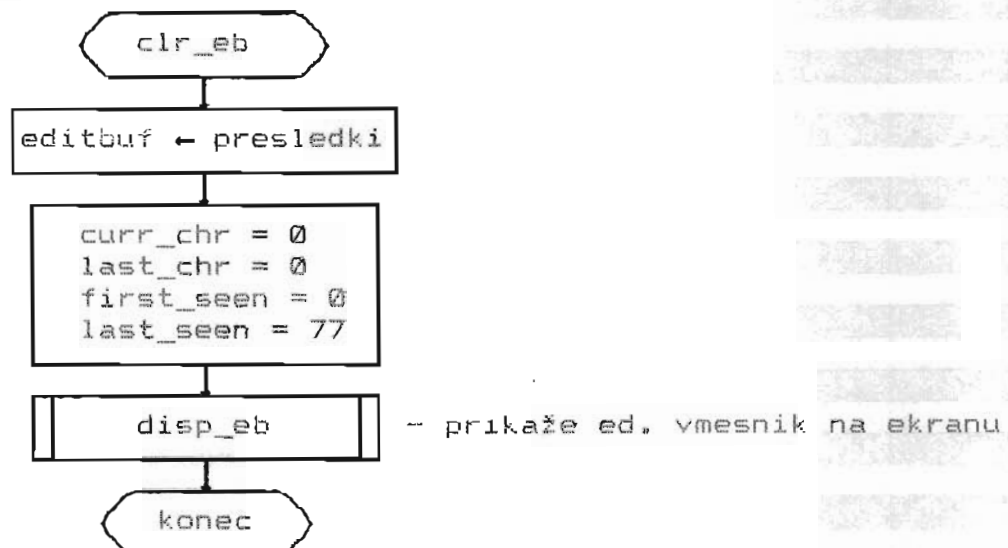 clr_eb
editbuf ← presledki
curr_chr = 0
last_chr = 0
first_seen = 0
last_seen = 77
disp_eb - prikaže ed. vmesnik na ekranu
konec